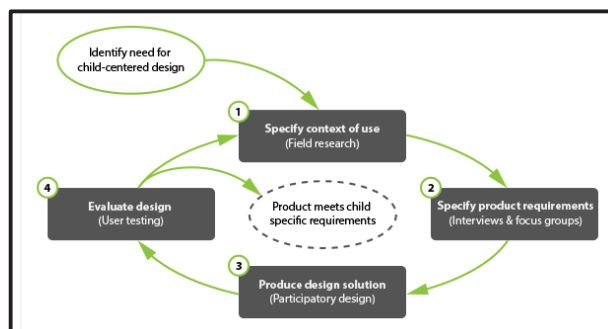 Identify need for
child-centered design
1
Specify context of use
(Field research)
2
Specify product requirements
(Interviews & focus groups)
3
Produce design solution
(Participatory design)
4
Evaluate design
(User testing)
Product meets child
specific requirements